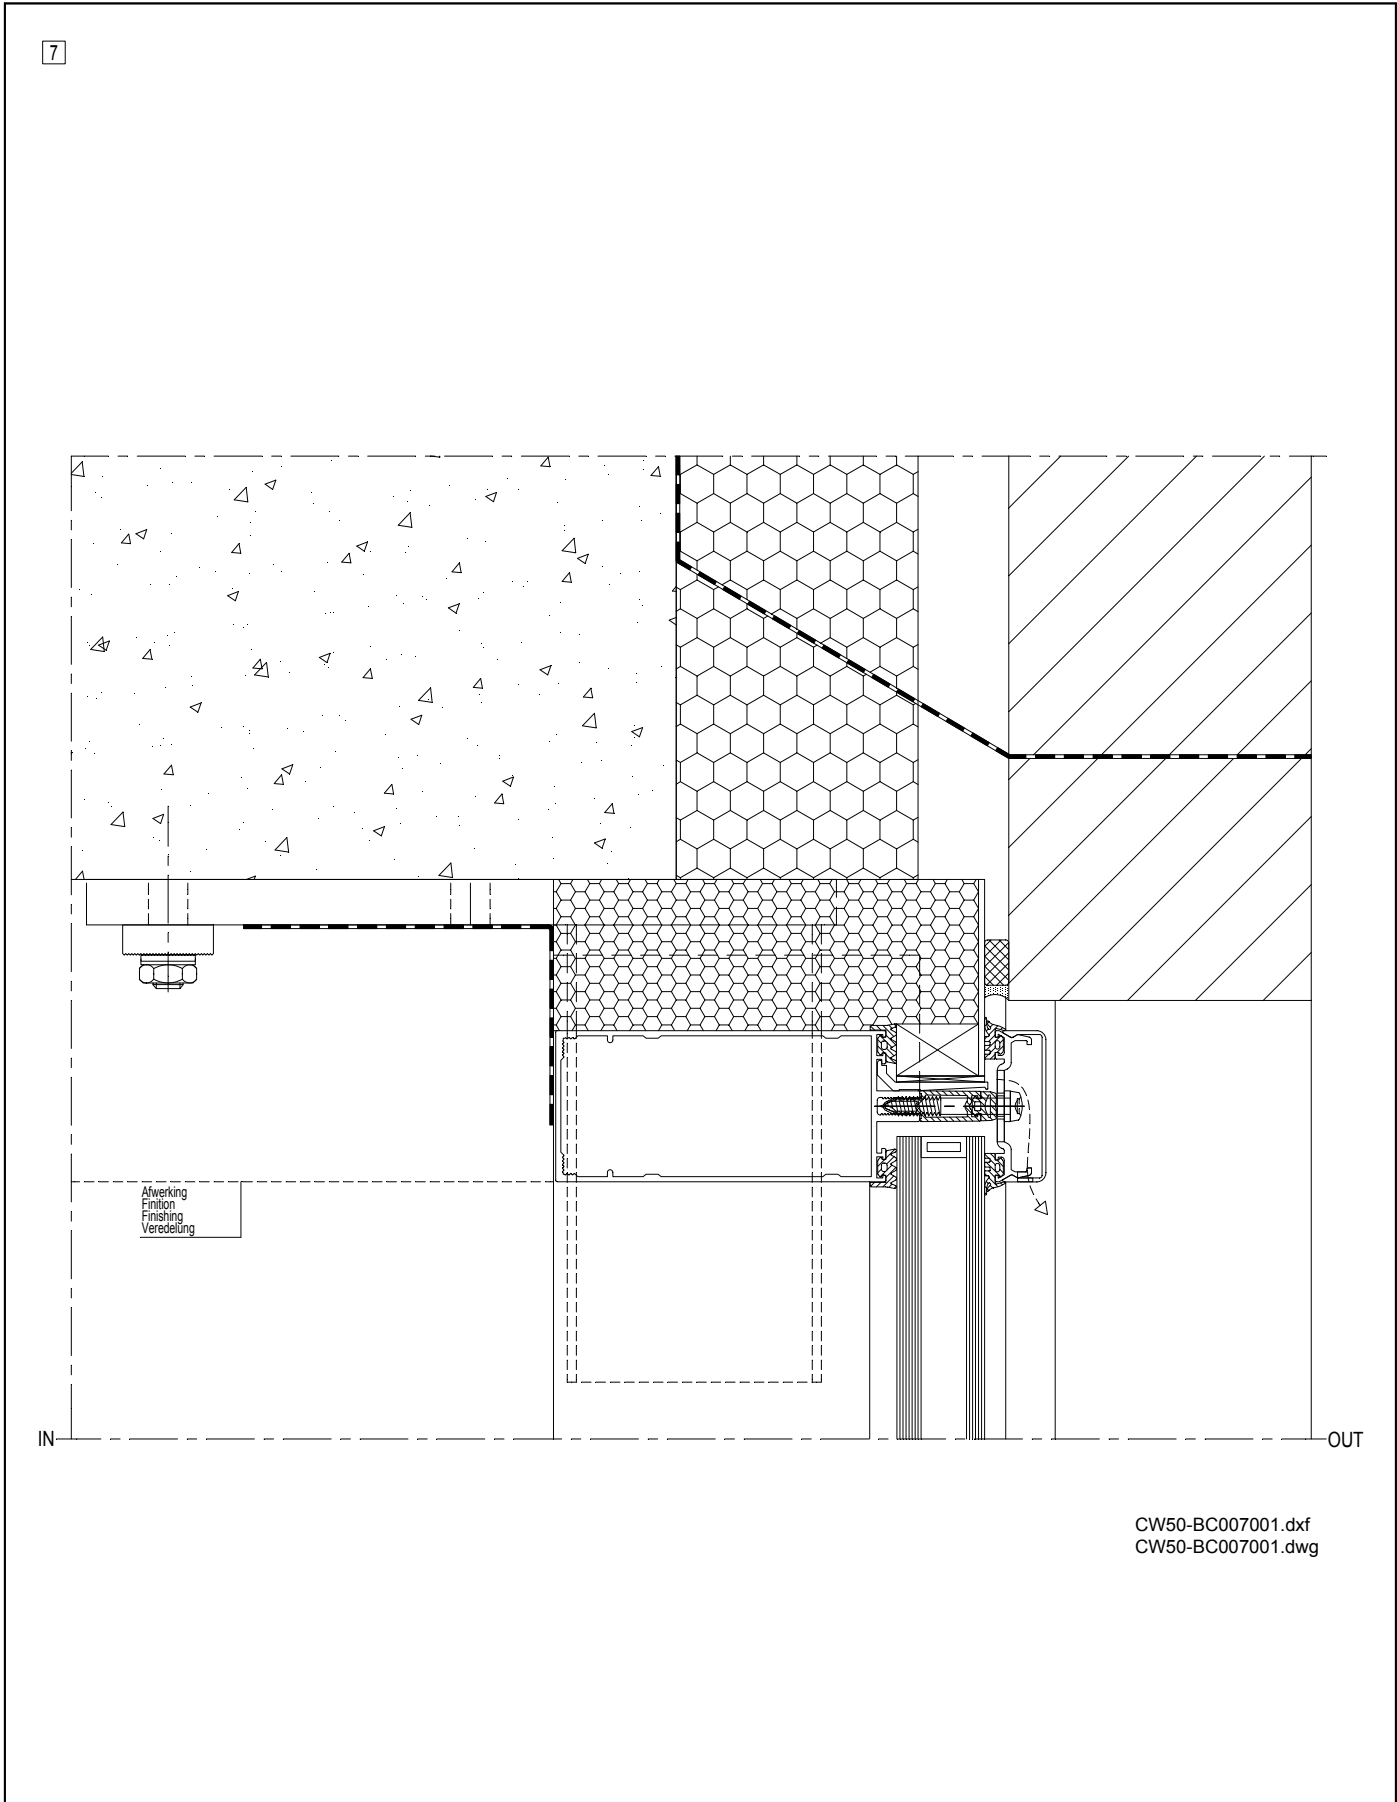 7
Afwerking
Finition
Finishing
Veredelung
IN
OUT
CW50-BC007001.dxf
CW50-BC007001.dwg